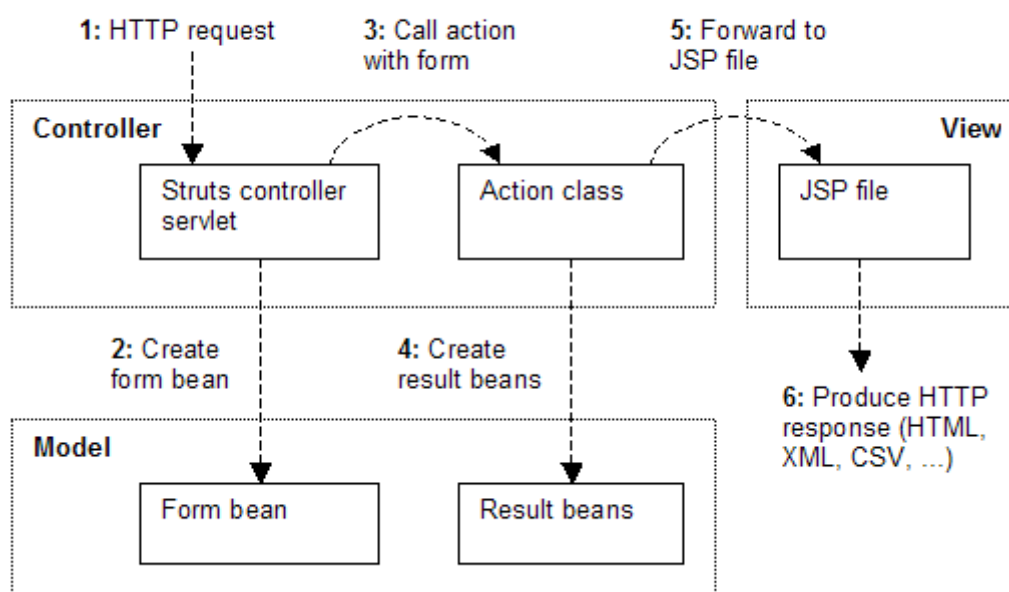 1: HTTP request
3: Call action
with form
5: Forward to
JSP file
Controller
View
Struts controller
servlet
Action class
JSP file
2: Create
form bean
4: Create
result beans
6: Produce HTTP
response (HTML,
XML, CSV, ...)
Model
Form bean
Result beans